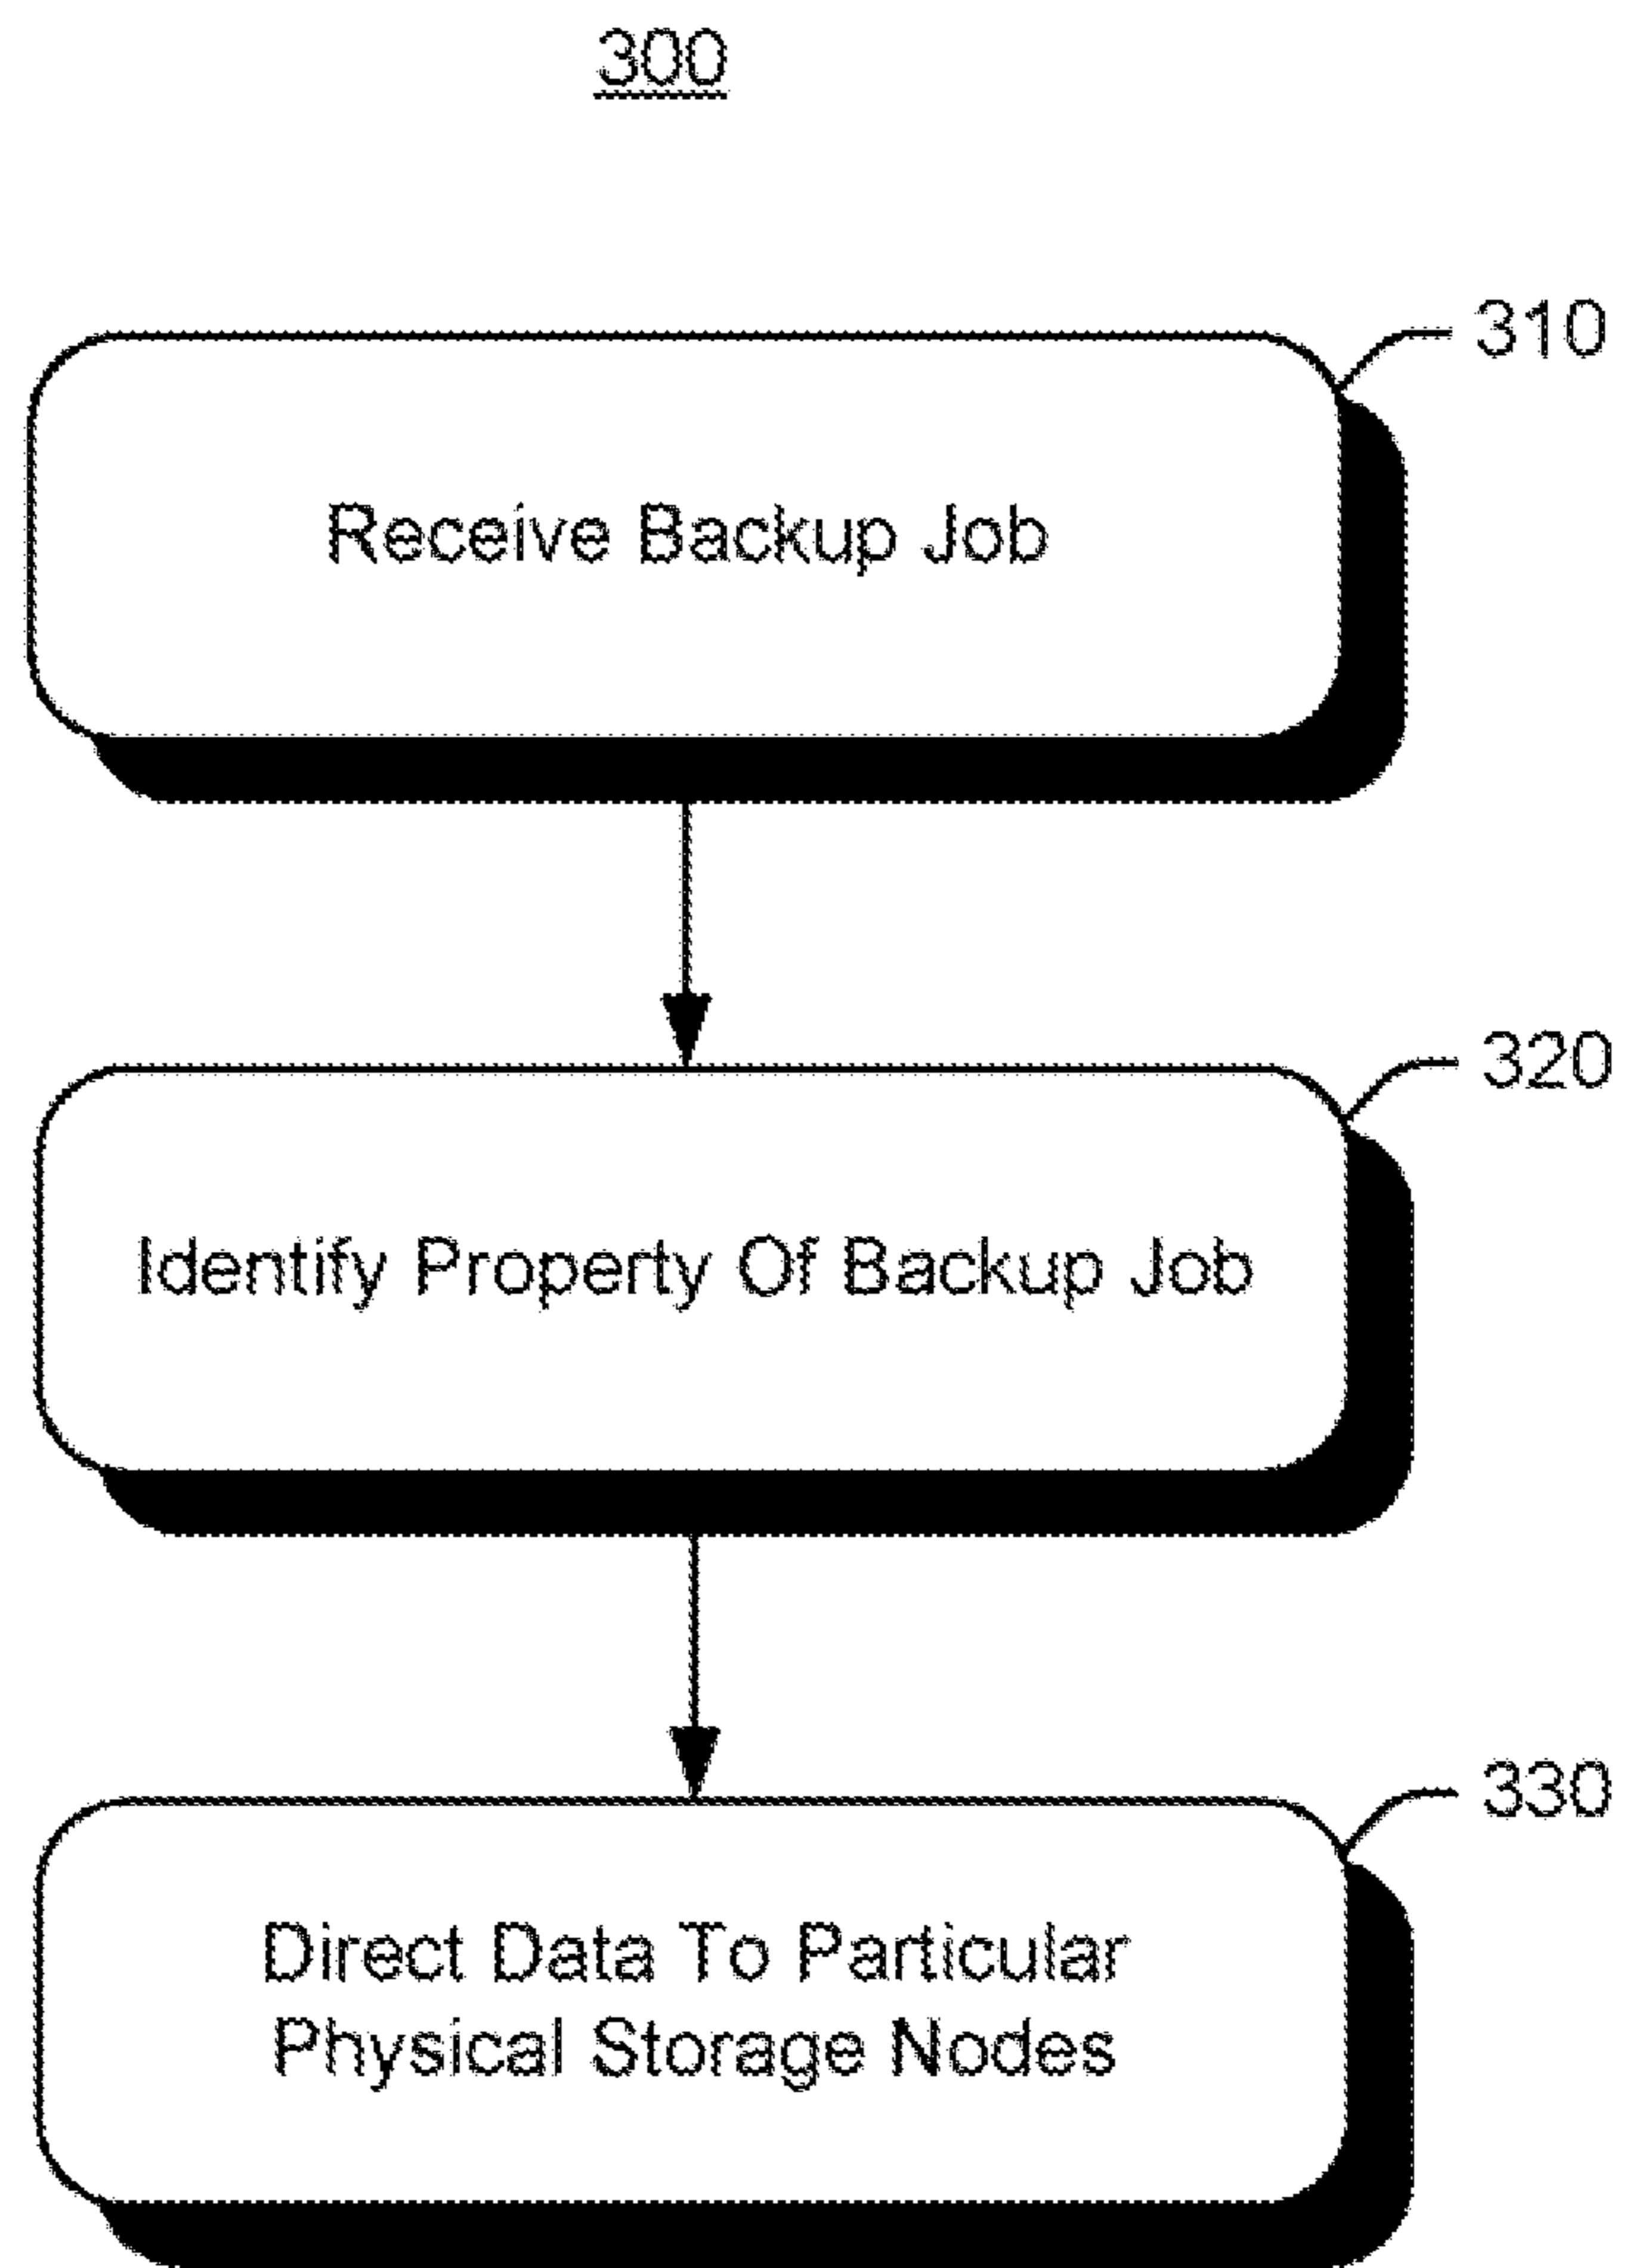 300
310
Receive Backup Job
320
Identify Property Of Backup Job
330
Direct Data To Particular
Physical Storage Nodes